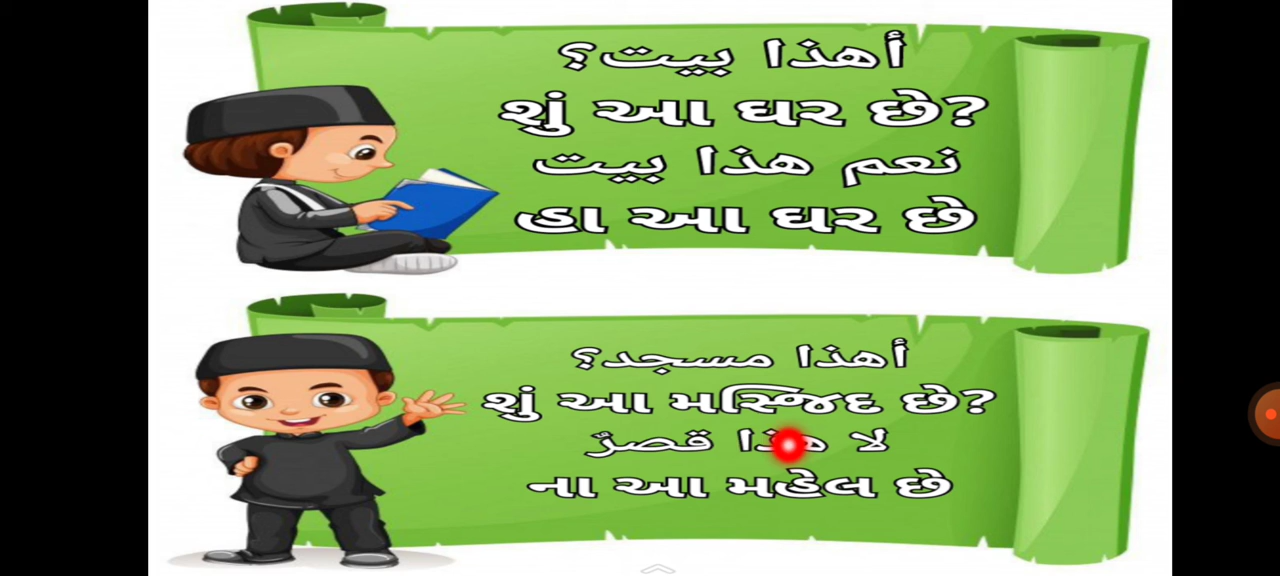 أهذا بيت؟
શું આ ઘર છે?
نعم هذا بيت
હા આ ઘર છે
أهذا مسجد؟
શું આ મસ્જિદ છે?
لا هذا قصرٌ
ના આ મહેલ છે